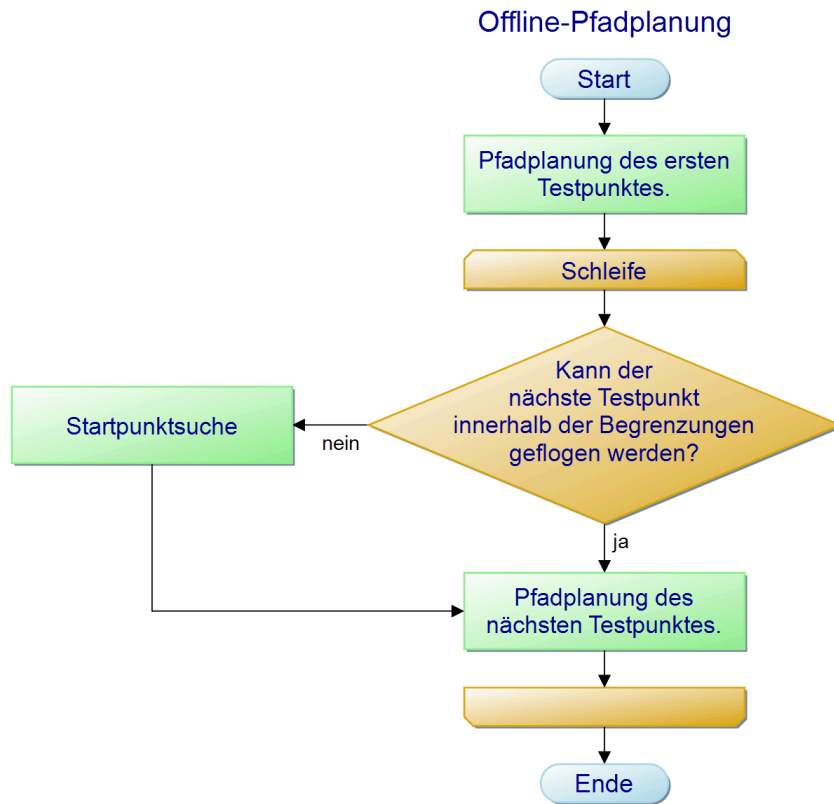 Offline-Pfadplanung
Start
Pfadplanung des ersten
Testpunktes.
Schleife
Kann der
nächste Testpunkt
innerhalb der Begrenzungen
geflogen werden?
nein
Startpunktsuche
ja
Pfadplanung des
nächsten Testpunktes.
Ende